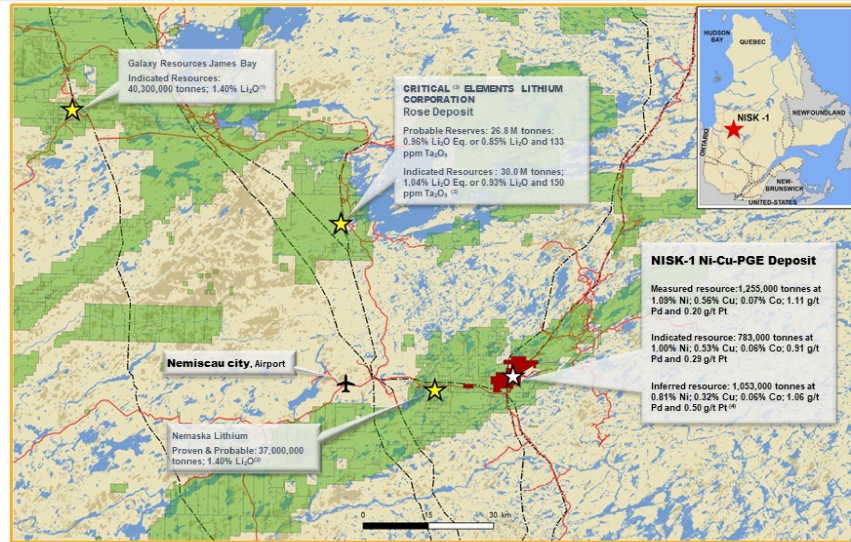 Galaxy Resources James Bay
Indicated Resources:
40,300,000 tonnes; 1.40% Li₂O⁽¹⁾
CRITICAL ⁽³⁾ ELEMENTS LITHIUM
CORPORATION
Rose Deposit
Probable Reserves: 26.8 M tonnes:
0.96% Li₂O Eq. or 0.85% Li₂O and 133
ppm Ta₂O₅
Indicated Resources : 30.0 M tonnes;
1.04% Li₂O Eq. or 0.93% Li₂O and 150
ppm Ta₂O₅ ⁽³⁾
HUDSON
BAY
QUEBEC
NISK -1
NEWFOUNDLAND
ONTARIO
NEW-
BRUNSWICK
UNITED-STATES
NISK-1 Ni-Cu-PGE Deposit
Measured resource:1,255,000 tonnes at
1.09% Ni; 0.56% Cu; 0.07% Co; 1.11 g/t
Pd and 0.20 g/t Pt
Indicated resource: 783,000 tonnes at
1.00% Ni; 0.53% Cu; 0.06% Co; 0.91 g/t
Pd and 0.29 g/t Pt
Inferred resource: 1,053,000 tonnes at
0.81% Ni; 0.32% Cu; 0.06% Co; 1.06 g/t
Pd and 0.50 g/t Pt ⁽⁴⁾
Nemiscau city, Airport
Nemaska Lithium
Proven & Probable: 37,000,000
tonnes; 1.40% Li₂O⁽²⁾
0 15 30 km